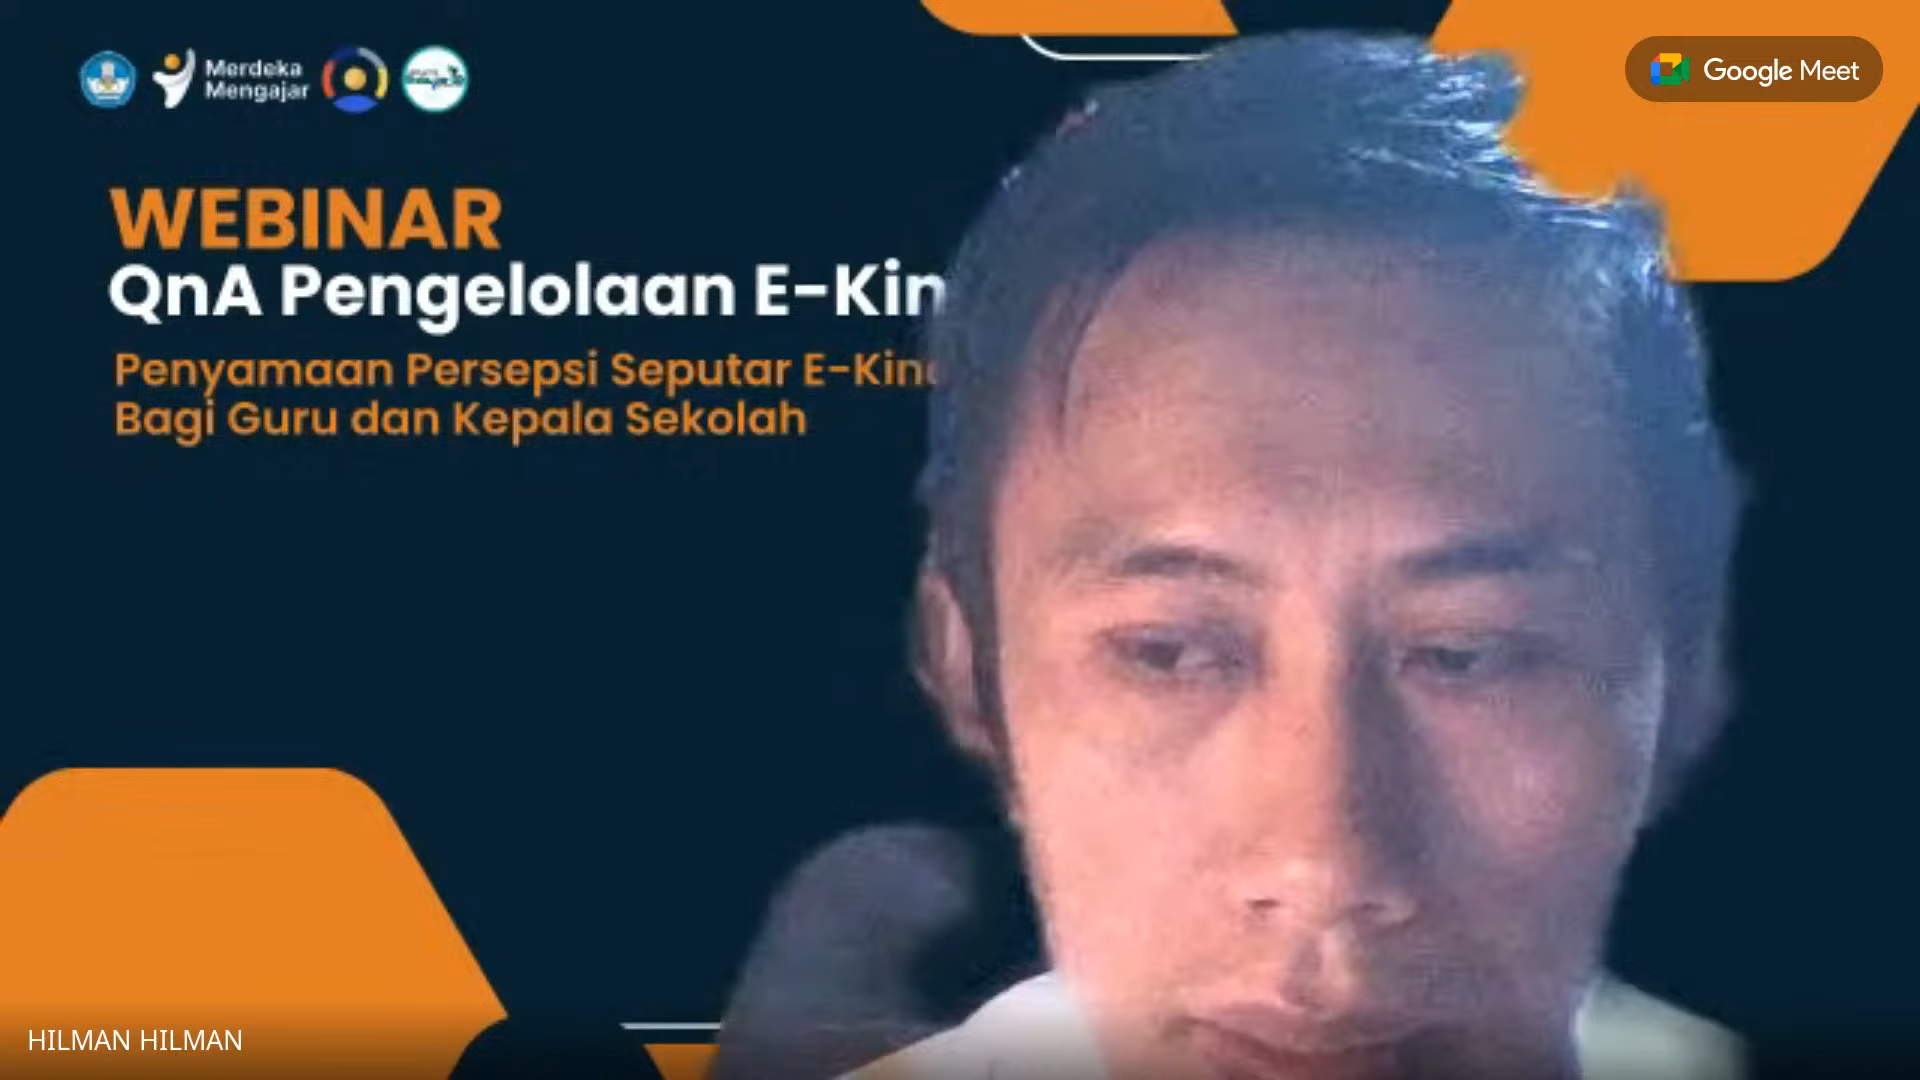 Merdeka
Mengajar
Google Meet
WEBINAR
QnA Pengelolaan E-Kin
Penyamaan Persepsi Seputar E-Kin
Bagi Guru dan Kepala Sekolah
HILMAN HILMAN